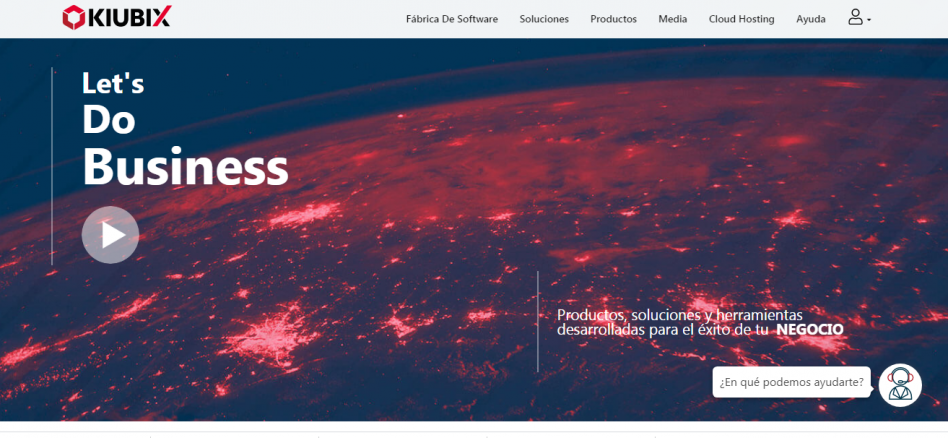 KIUBIX
Fábrica De Software Soluciones Productos Media Cloud Hosting Ayuda
Let's
Do
Business
Productos, soluciones y herramientas
desarrolladas para el éxito de tu NEGOCIO
¿En qué podemos ayudarte?